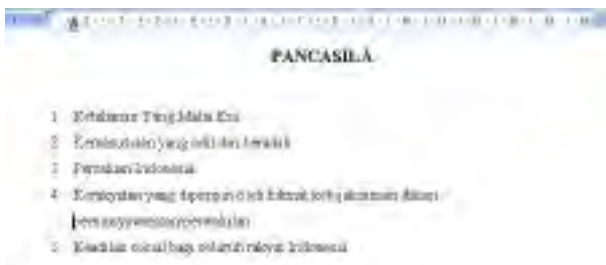 PANCASILA
1 Ketuhanan Yang Maha Esa
2 Kemanusiaan yang adil dan beradab
3 Persatuan Indonesia
4 Kerakyatan yang dipimpin oleh hikmat kebijaksanaan dalam
permusyawaratan/perwakilan
5 Keadilan sosial bagi seluruh rakyat Indonesia